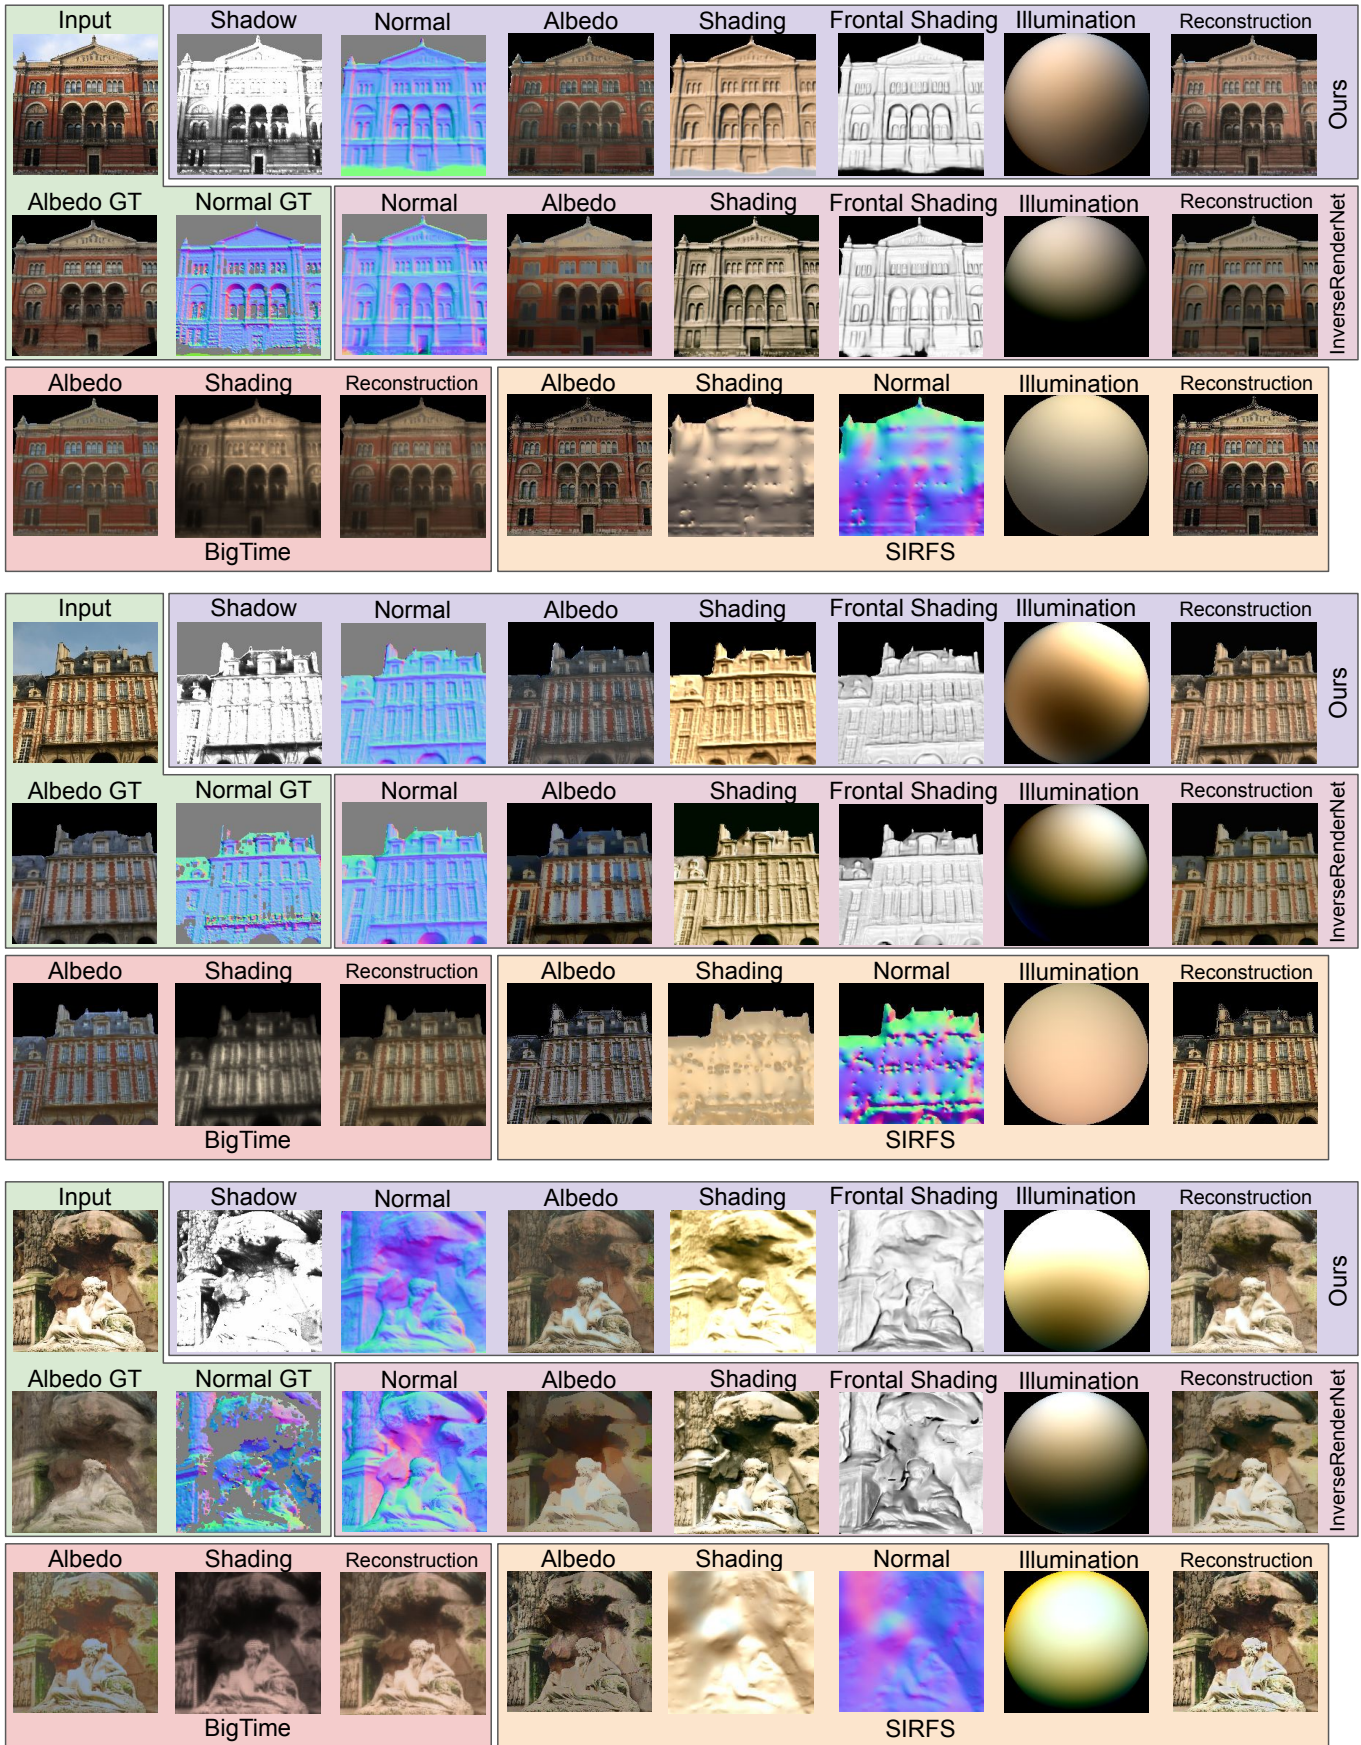 Input Shadow Normal Albedo Shading Frontal Shading Illumination Reconstruction
Ours
Albedo GT Normal GT Normal Albedo Shading Frontal Shading Illumination Reconstruction
InverseRenderNet
Albedo Shading Reconstruction Albedo Shading Normal Illumination Reconstruction
BigTime SIRFS
Input Shadow Normal Albedo Shading Frontal Shading Illumination Reconstruction
Ours
Albedo GT Normal GT Normal Albedo Shading Frontal Shading Illumination Reconstruction
InverseRenderNet
Albedo Shading Reconstruction Albedo Shading Normal Illumination Reconstruction
BigTime SIRFS
Input Shadow Normal Albedo Shading Frontal Shading Illumination Reconstruction
Ours
Albedo GT Normal GT Normal Albedo Shading Frontal Shading Illumination Reconstruction
InverseRenderNet
Albedo Shading Reconstruction Albedo Shading Normal Illumination Reconstruction
BigTime SIRFS